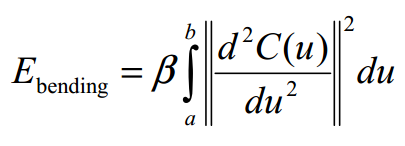 E_bending = β ∫_a^b ‖ d²C(u) / du² ‖² du